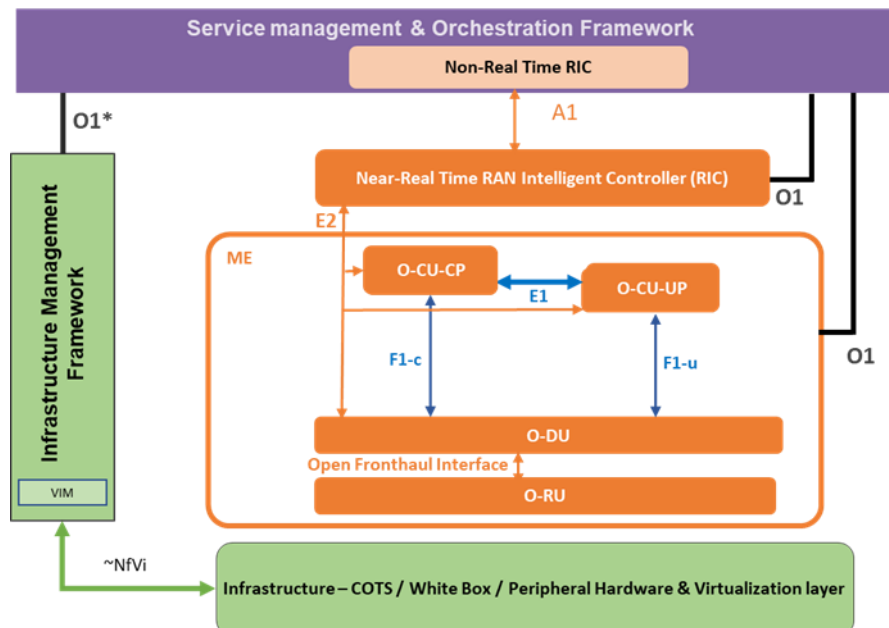 Service management & Orchestration Framework
Non-Real Time RIC
O1*
A1
Near-Real Time RAN Intelligent Controller (RIC)
O1
E2
ME
O-CU-CP
E1
O-CU-UP
Infrastructure Management
Framework
F1-c
F1-u
O1
O-DU
Open Fronthaul Interface
O-RU
VIM
~NfVi
Infrastructure – COTS / White Box / Peripheral Hardware & Virtualization layer